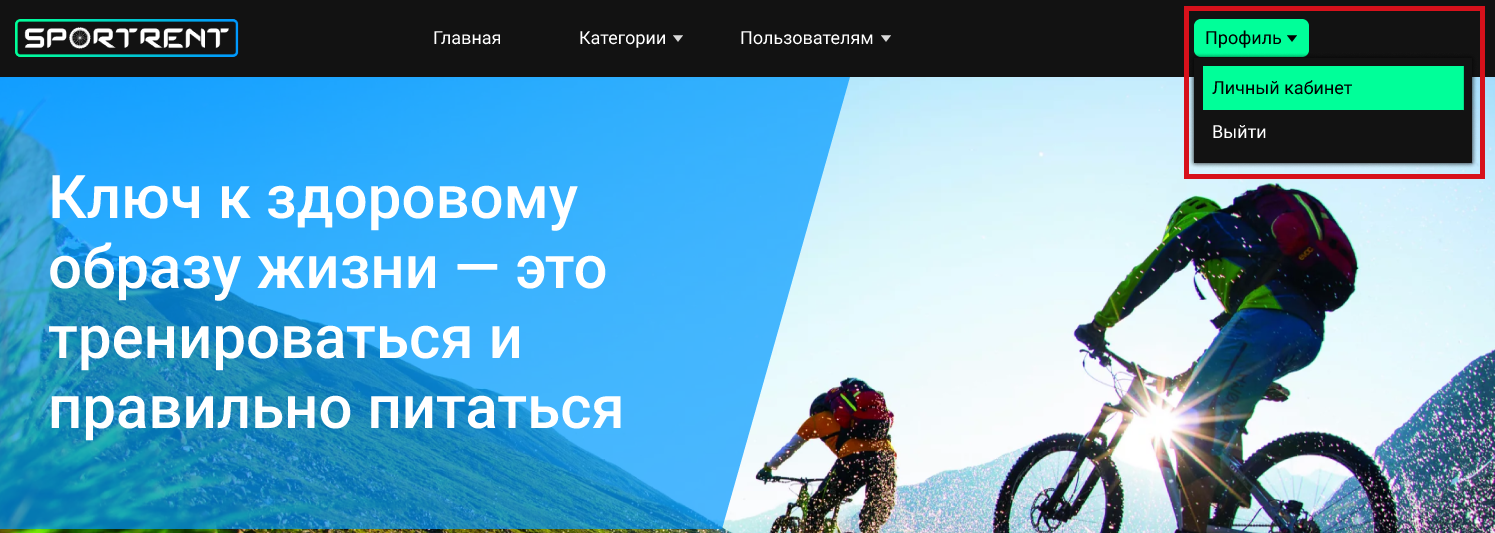 SPORTRENT
Главная
Категории
Пользователям
Профиль
Личный кабинет
Выйти
Ключ к здоровому
образу жизни — это
тренироваться и
правильно питаться